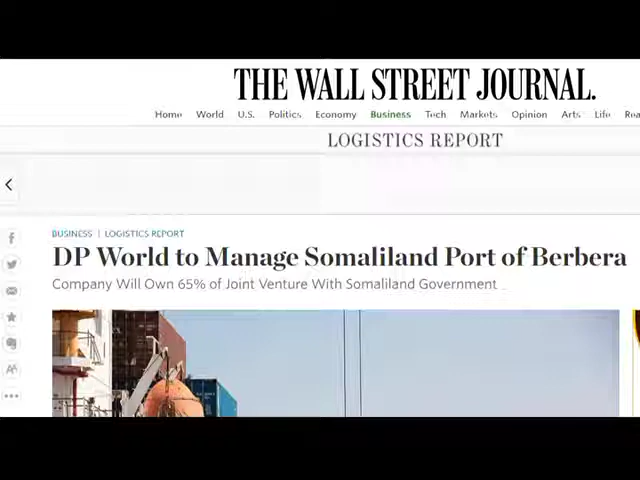 THE WALL STREET JOURNAL.
Home World U.S. Politics Economy Business Tech Markets Opinion Arts Life Rea
LOGISTICS REPORT
BUSINESS | LOGISTICS REPORT
DP World to Manage Somaliland Port of Berbera
Company Will Own 65% of Joint Venture With Somaliland Government